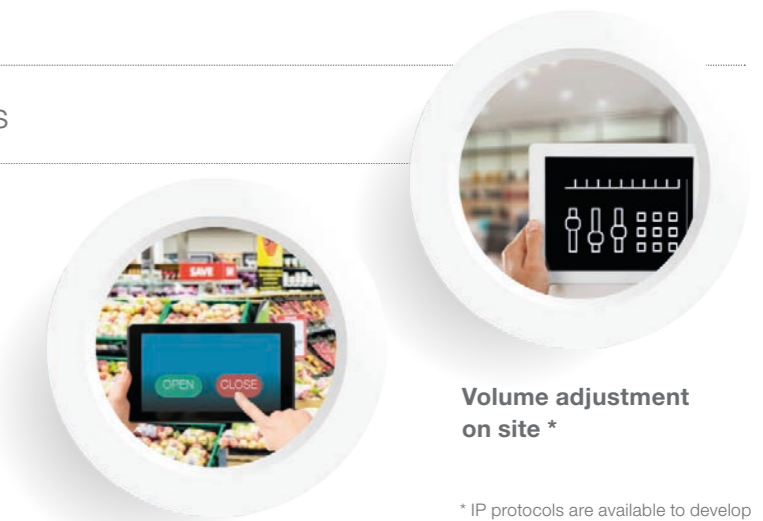 S
SAVE
OPEN CLOSE
Volume adjustment
on site *
* IP protocols are available to develop